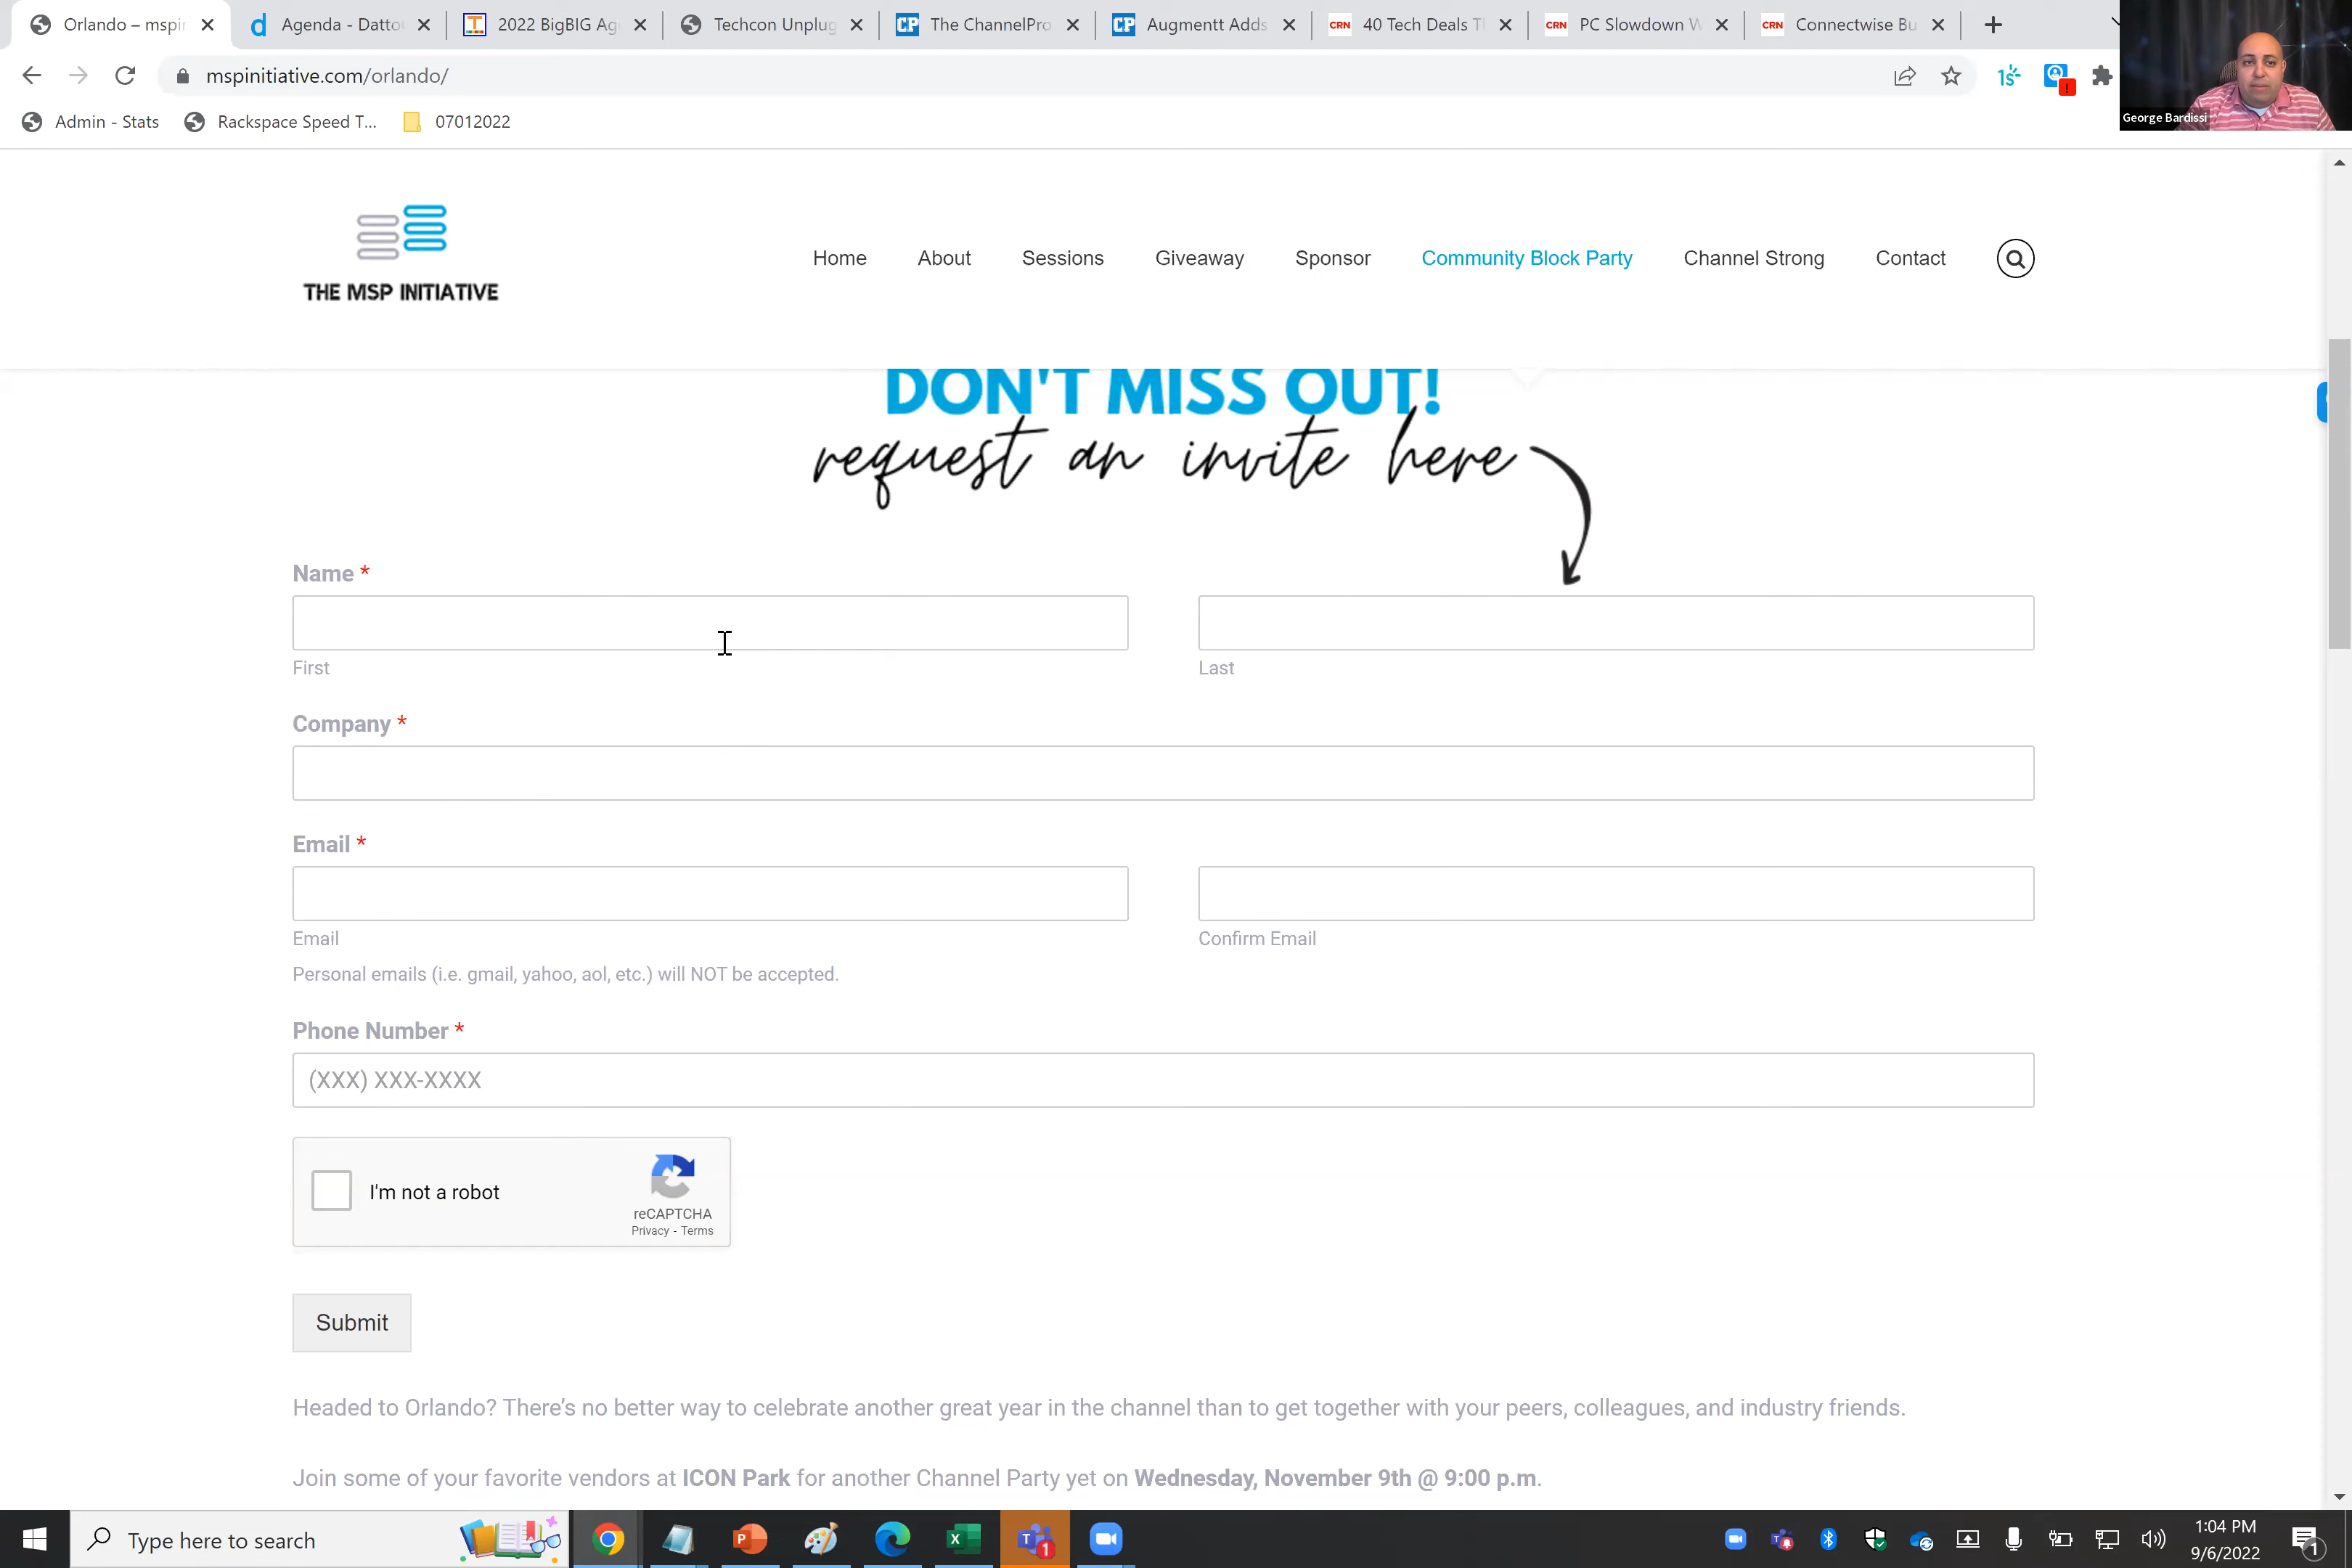 Orlando – mspin
Agenda - Datto
2022 BigBIG Ag
Techcon Unplug
CP
The ChannelPro
CP
Augmentt Adds
CRN
40 Tech Deals T
CRN
PC Slowdown W
CRN
Connectwise Bu
mspinitiative.com/orlando/
Admin - Stats
Rackspace Speed T...
07012022
George Bardissi
THE MSP INITIATIVE
Home
About
Sessions
Giveaway
Sponsor
Community Block Party
Channel Strong
Contact
DON'T MISS OUT!
request an invite here
Name *
First
Last
Company *
Email *
Email
Confirm Email
Personal emails (i.e. gmail, yahoo, aol, etc.) will NOT be accepted.
Phone Number *
(XXX) XXX-XXXX
I'm not a robot
reCAPTCHA
Privacy - Terms
Submit
Headed to Orlando? There's no better way to celebrate another great year in the channel than to get together with your peers, colleagues, and industry friends.
Join some of your favorite vendors at ICON Park for another Channel Party yet on Wednesday, November 9th @ 9:00 p.m.
Type here to search
1:04 PM
9/6/2022